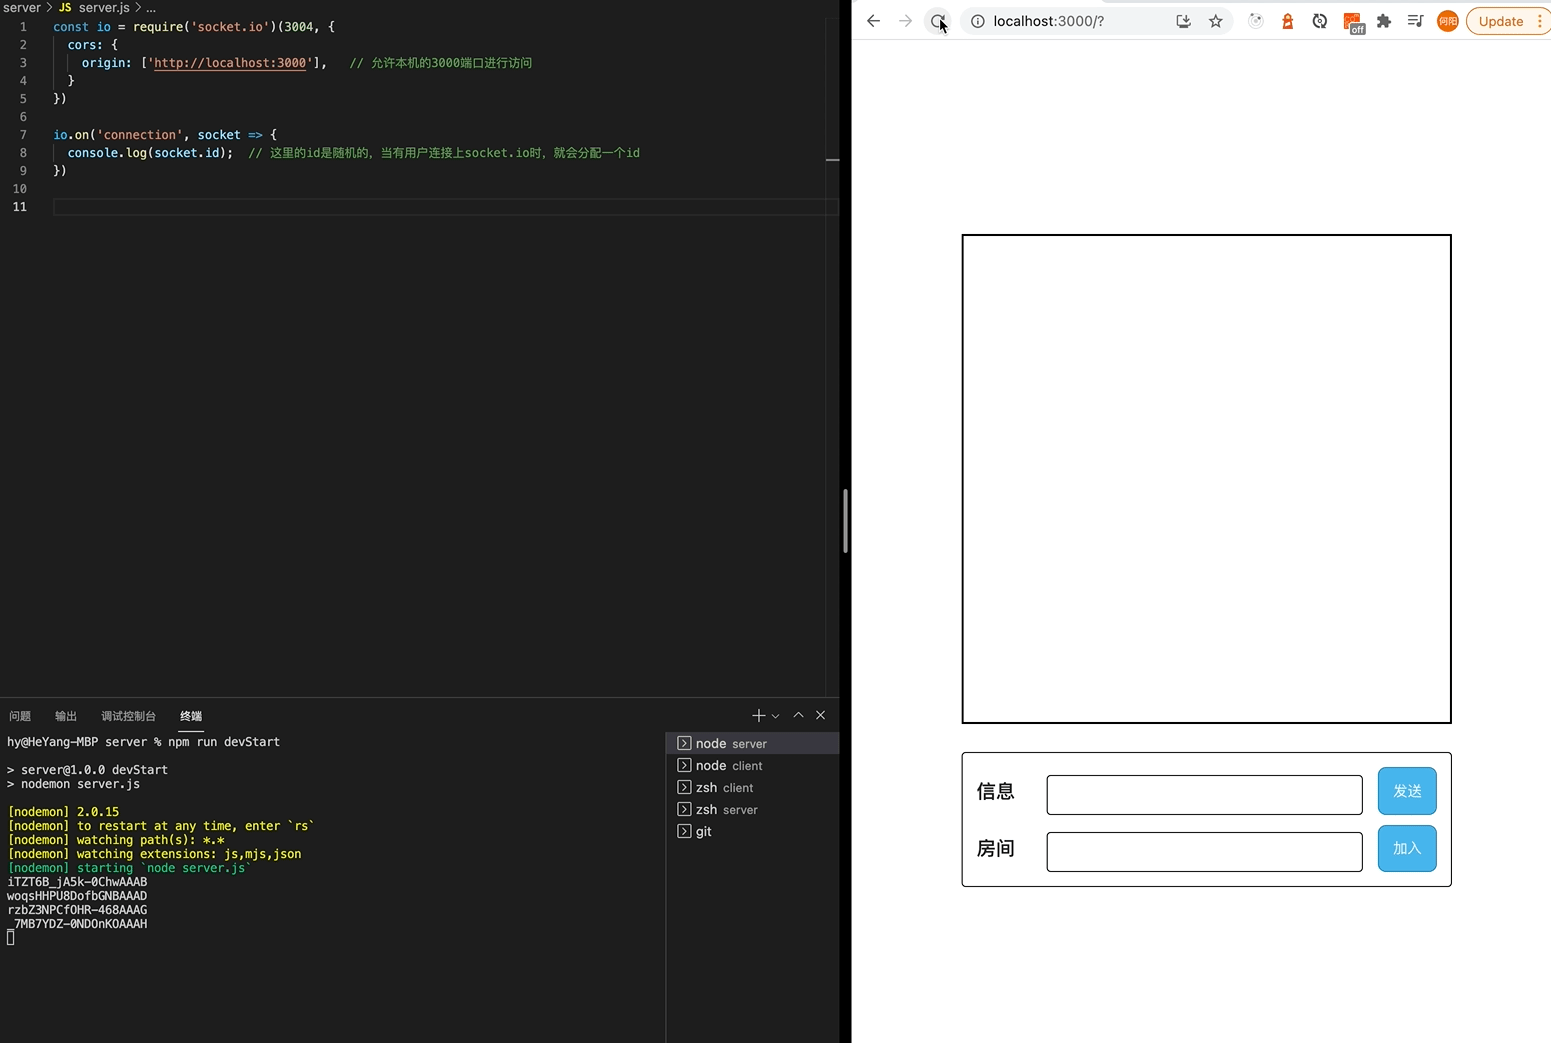 server > JS server.js > ...
1 const io = require('socket.io')(3004, {
2 cors: {
3 origin: ['http://localhost:3000'], // 允许本机的3000端口进行访问
4 }
5 })
6
7 io.on('connection', socket => {
8 console.log(socket.id); // 这里的id是随机的，当有用户连接上socket.io时，就会分配一个id
9 })
10
11
问题 输出 调试控制台 终端
hy@HeYang-MBP server % npm run devStart
> server@1.0.0 devStart
> nodemon server.js
[nodemon] 2.0.15
[nodemon] to restart at any time, enter `rs`
[nodemon] watching path(s): *.*
[nodemon] watching extensions: js,mjs,json
[nodemon] starting `node server.js`
iTZT6B_jA5k-0ChwAAAB
woqsHHPU8DofbGNBAAAD
rzbZ3NPCfOHR-468AAAG
_7MB7YDZ-0NDOnKOAAAH
node server
node client
zsh client
zsh server
git
localhost:3000/?
off
何阳
Update
信息
发送
房间
加入